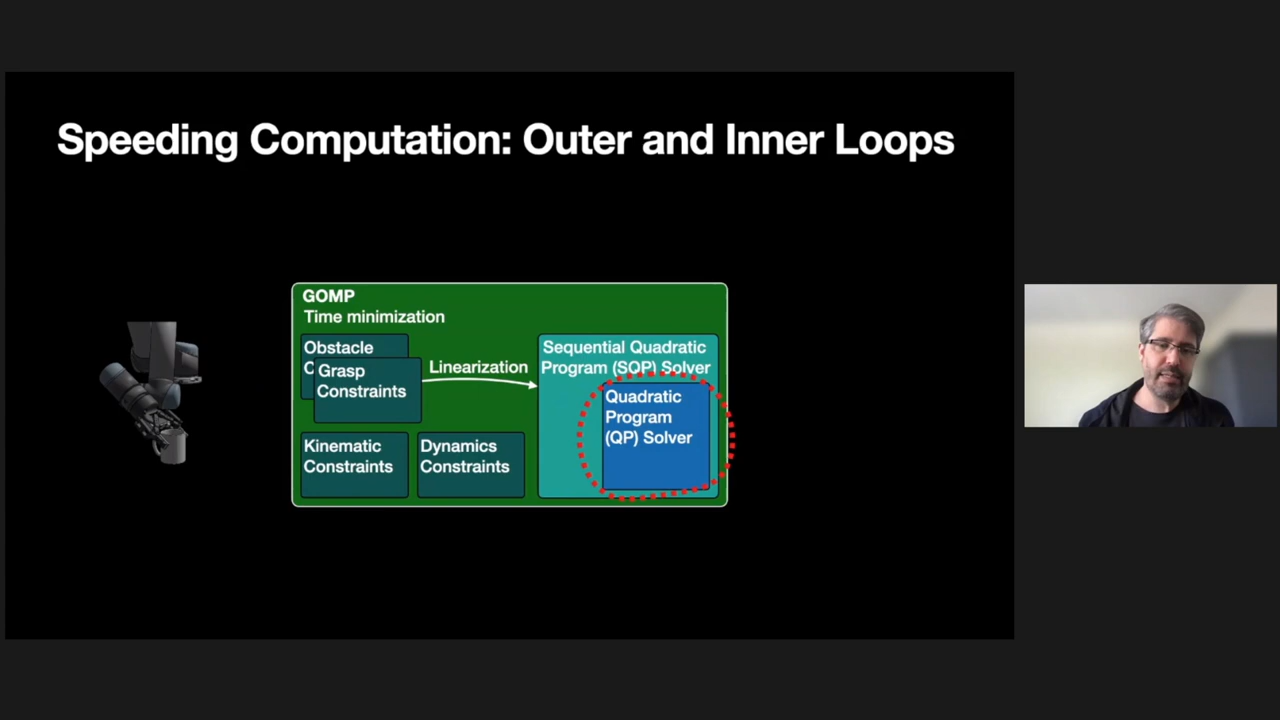 Speeding Computation: Outer and Inner Loops
GOMP
Time minimization
Obstacle
C
Grasp
Constraints
Linearization
Sequential Quadratic
Program (SQP) Solver
Quadratic
Program
(QP) Solver
Kinematic
Constraints
Dynamics
Constraints